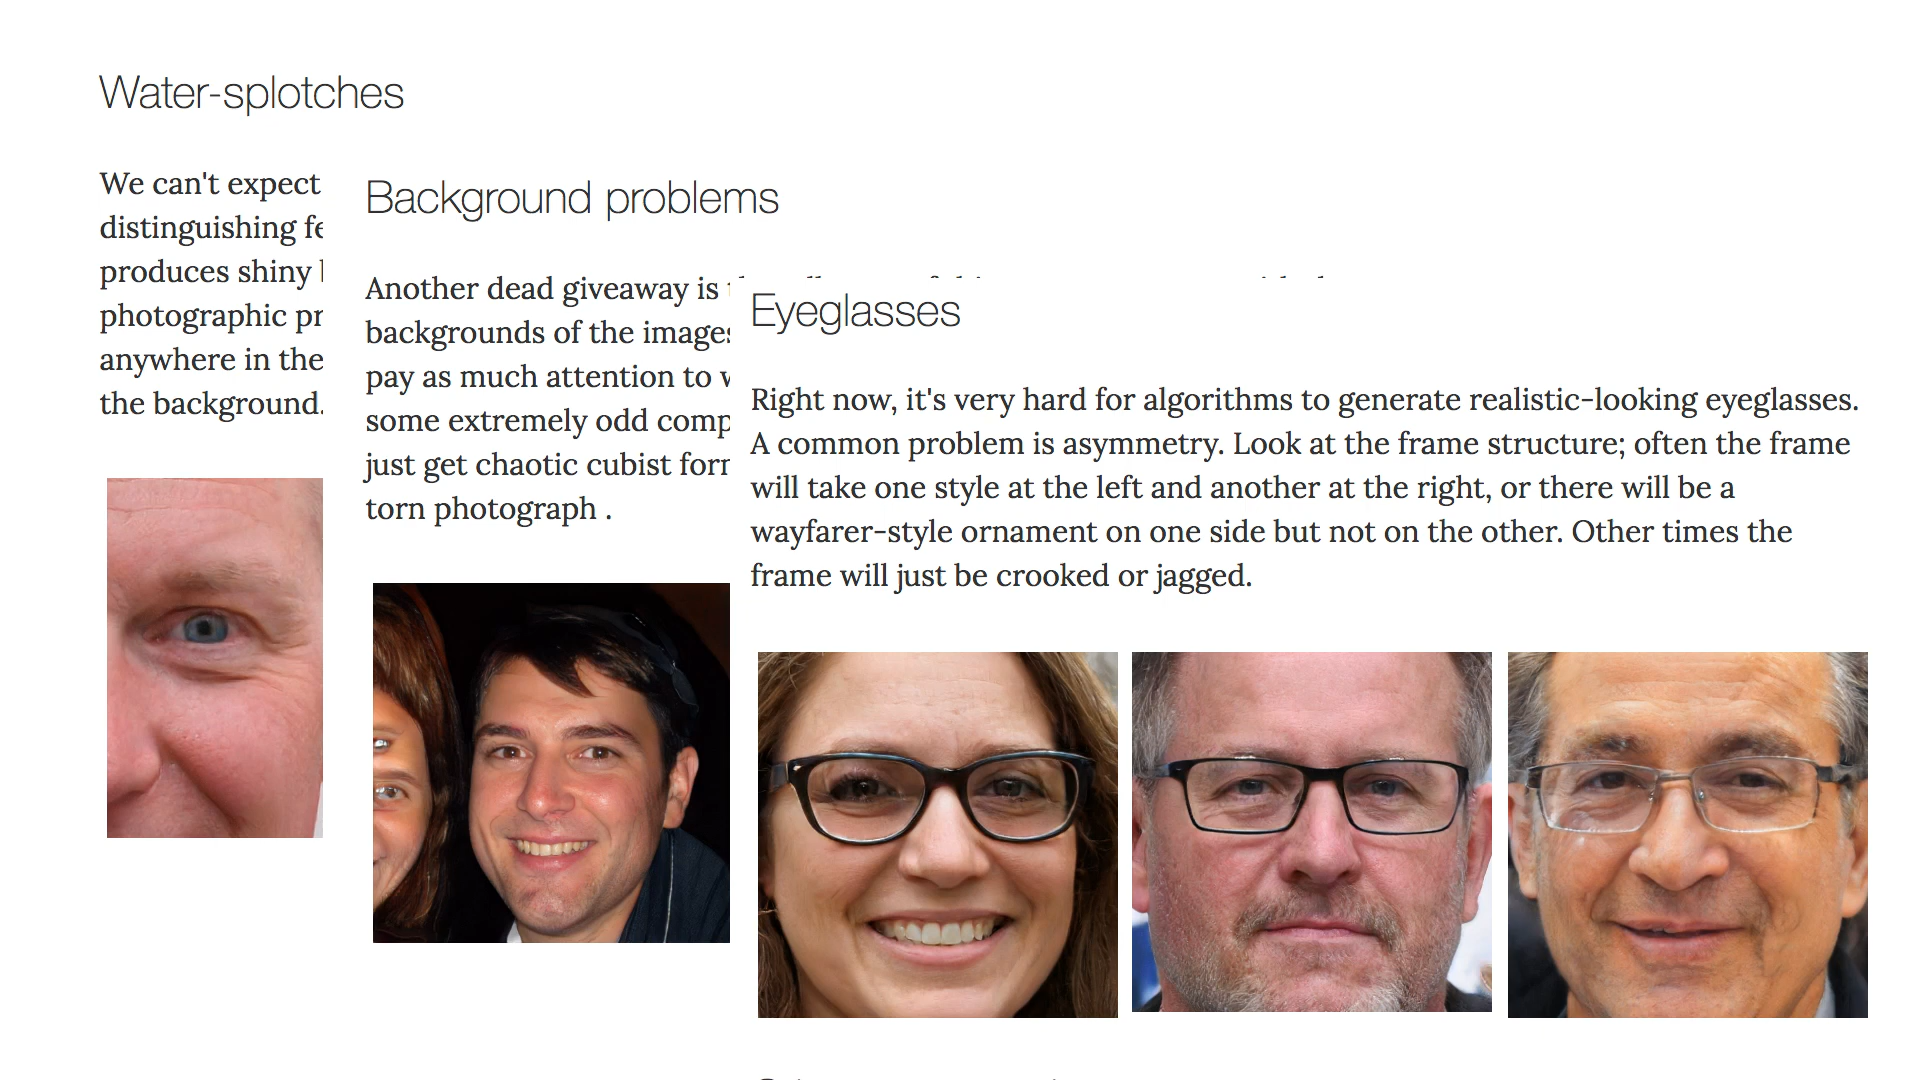 Water-splotches
We can't expect
distinguishing
produces shiny
photographic
anywhere in the
the background.
Background problems
Another dead giveaway is
backgrounds of the images
pay as much attention to
some extremely odd
just get chaotic cubist
torn photograph .
Eyeglasses
Right now, it's very hard for algorithms to generate realistic-looking eyeglasses.
A common problem is asymmetry. Look at the frame structure; often the frame
will take one style at the left and another at the right, or there will be a
wayfarer-style ornament on one side but not on the other. Other times the
frame will just be crooked or jagged.